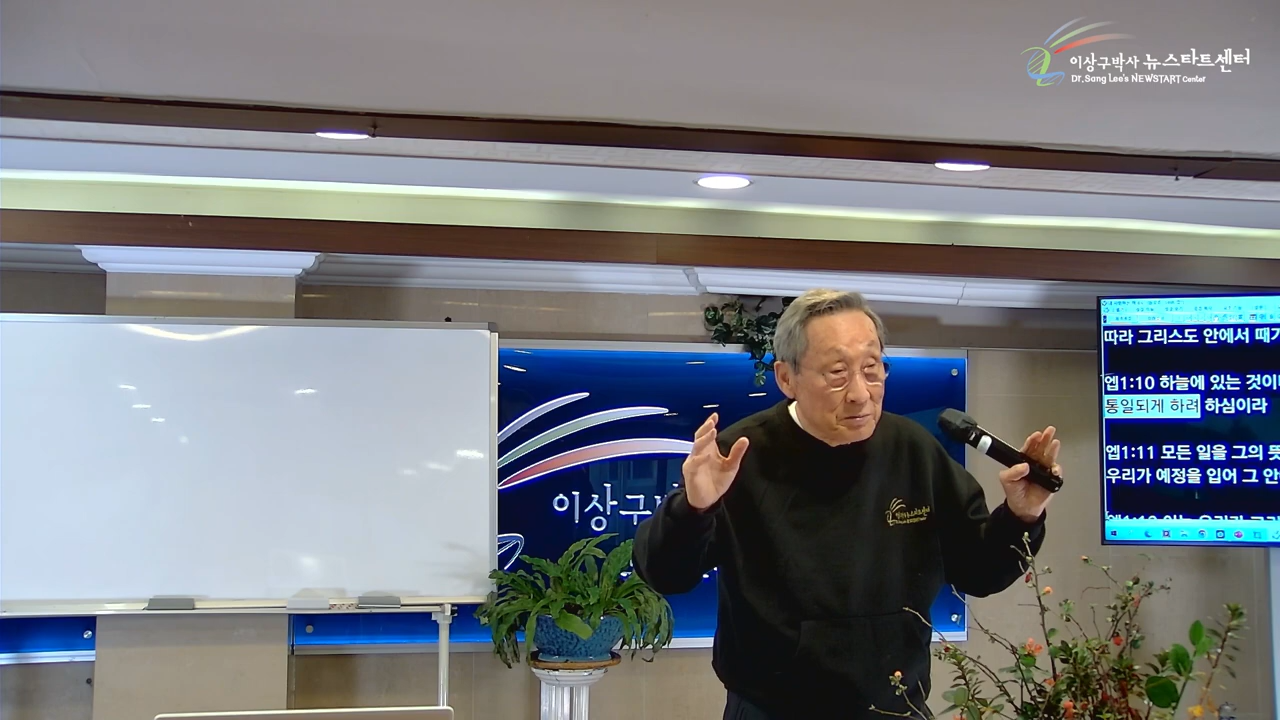 이상구박사 뉴스타트센터
Dr. Sang Lee's NEWSTART Center
이상구박
따라 그리스도 안에서 때가
엡1:10 하늘에 있는 것이나
통일되게 하려 하심이라
엡1:11 모든 일을 그의 뜻
우리가 예정을 입어 그 안